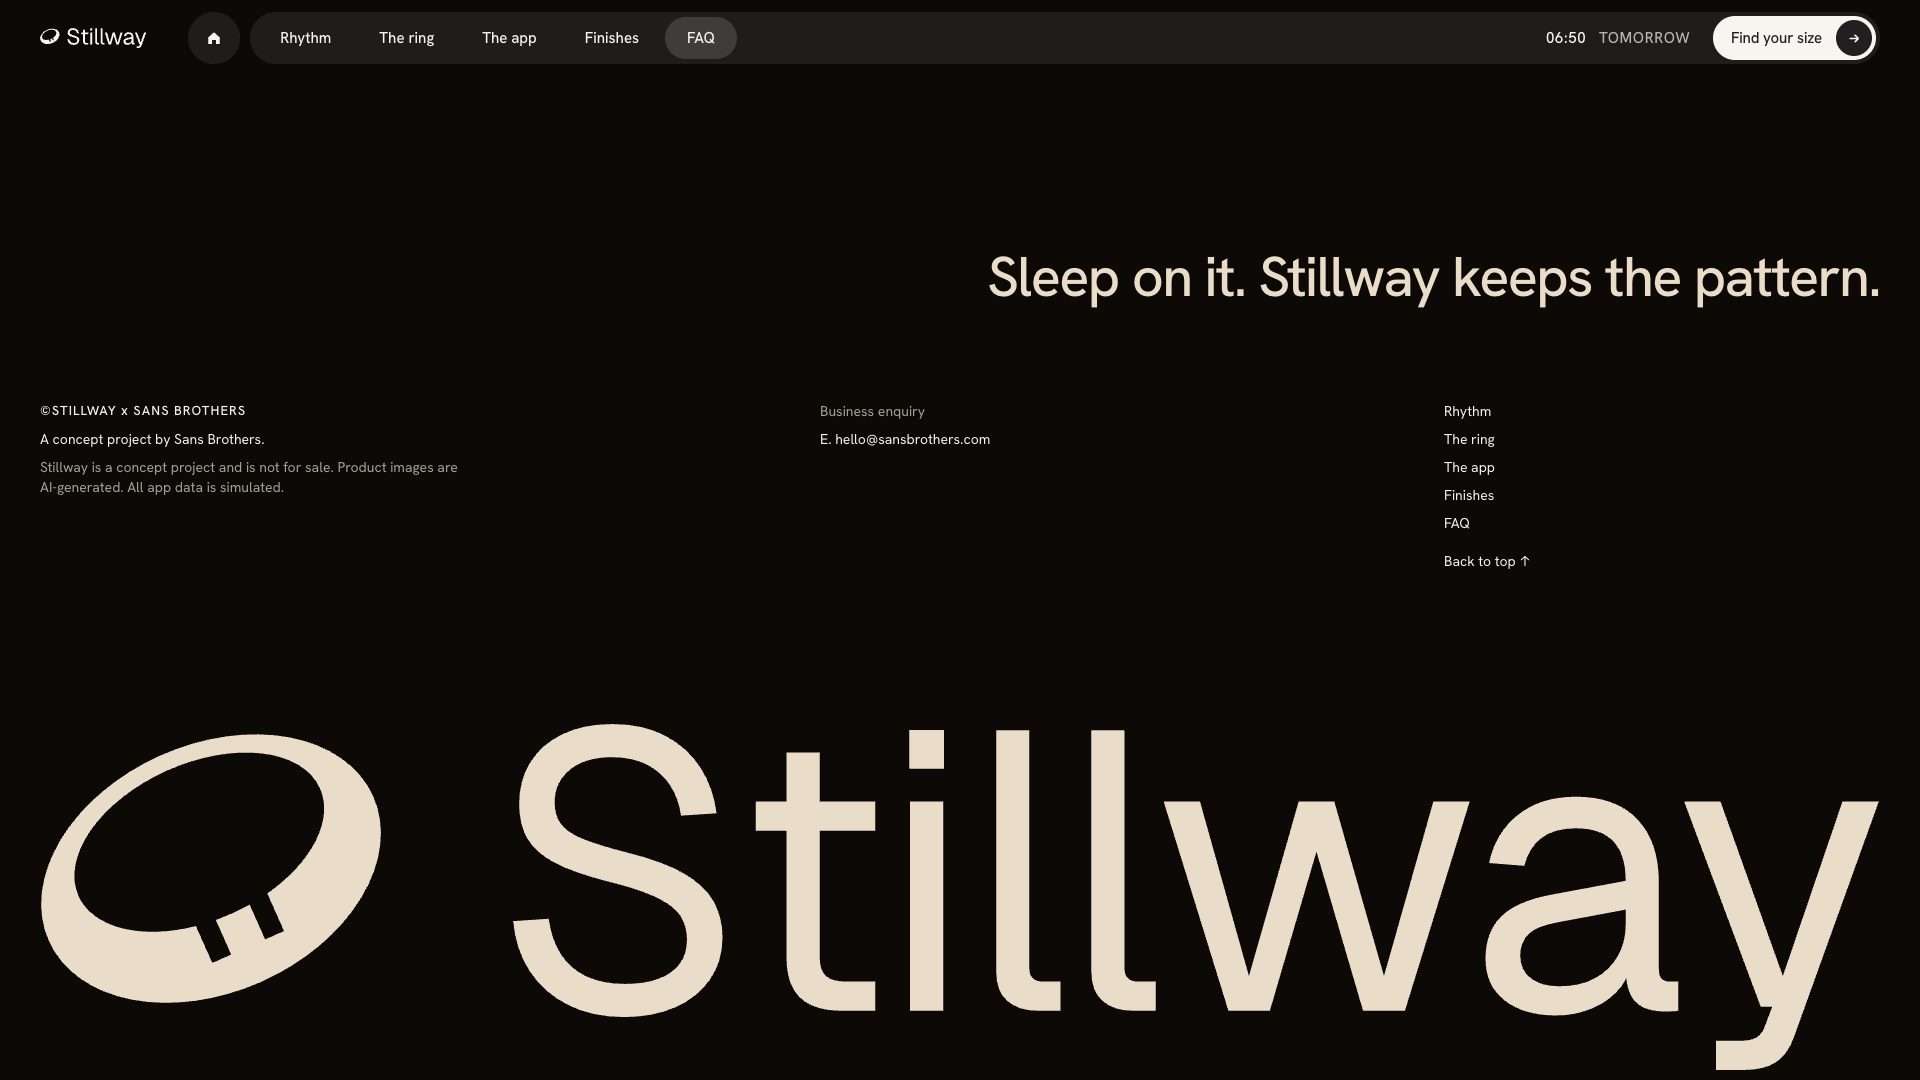 Stillway
Rhythm
The ring
The app
Finishes
FAQ
06:50 TOMORROW
Find your size →
Sleep on it. Stillway keeps the pattern.
©STILLWAY x SANS BROTHERS
A concept project by Sans Brothers.
Stillway is a concept project and is not for sale. Product images are
AI-generated. All app data is simulated.
Business enquiry
E. hello@sansbrothers.com
Rhythm
The ring
The app
Finishes
FAQ
Back to top ↑
Stillway